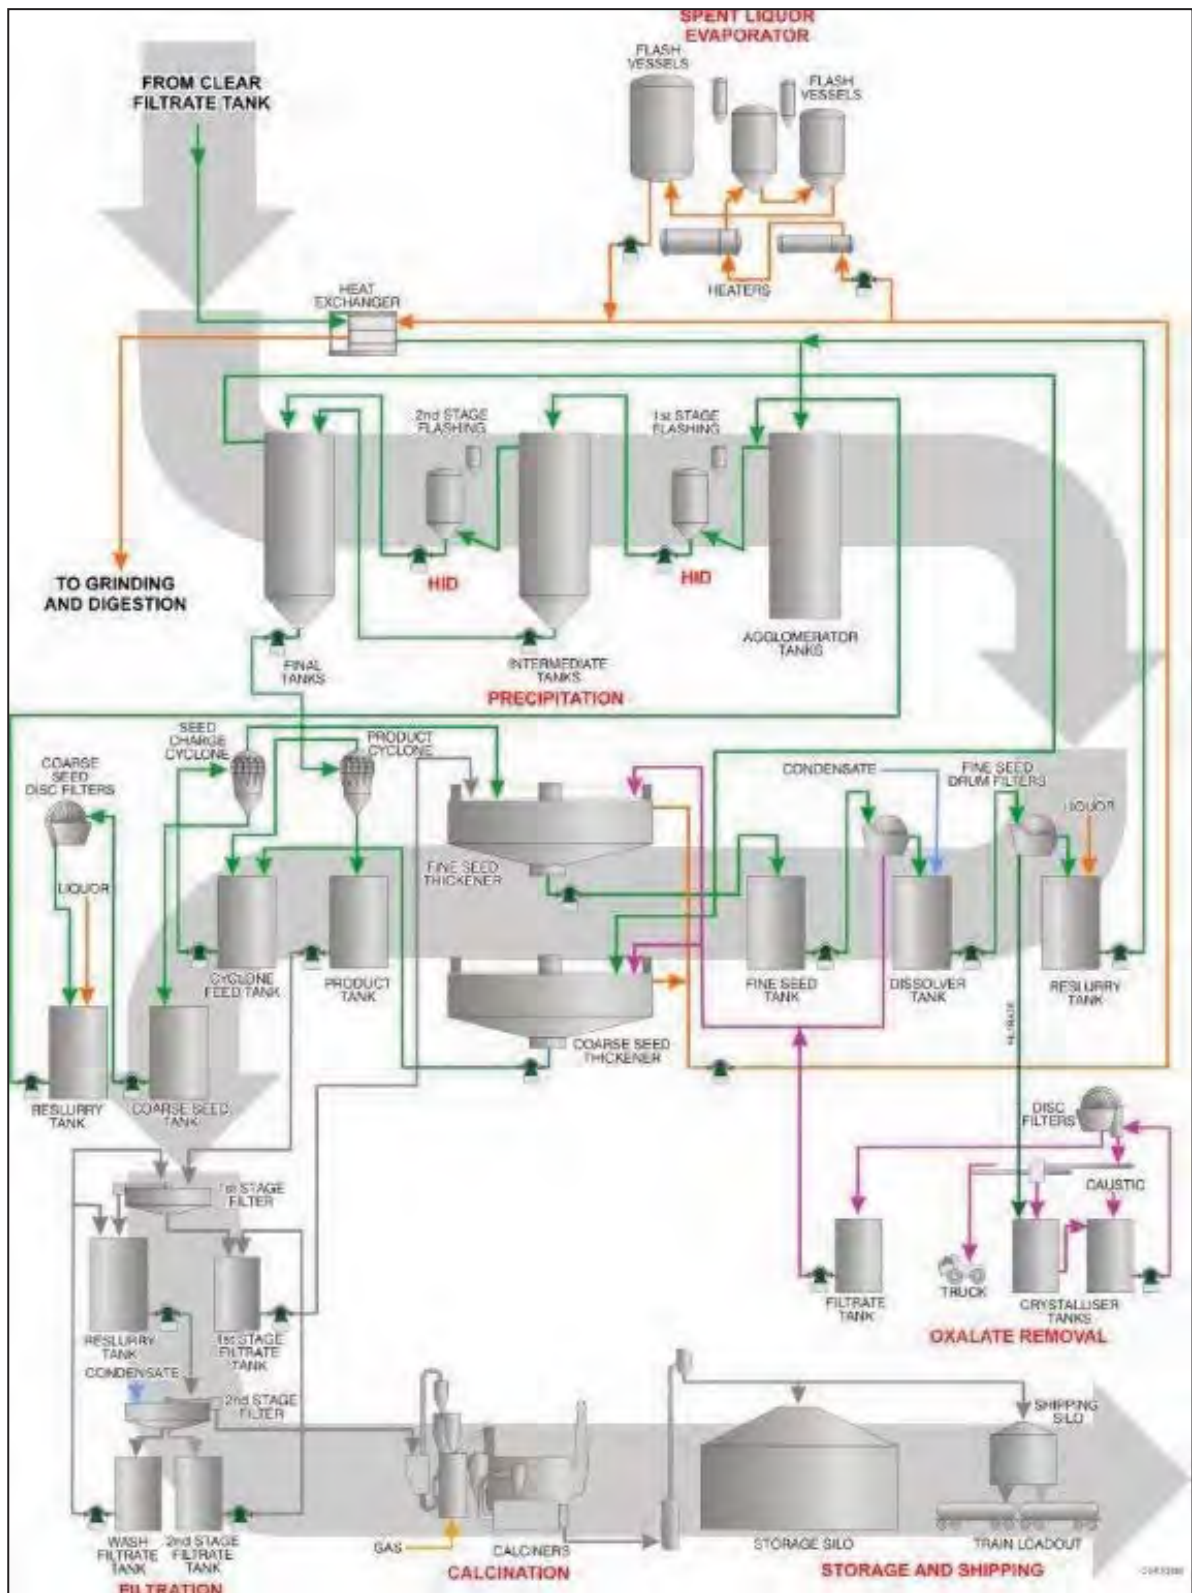 SPENT LIQUOR
EVAPORATOR
FLASH
VESSELS
FLASH
VESSELS
FROM CLEAR
FILTRATE TANK
HEATERS
HEAT
EXCHANGER
2nd STAGE
FLASHING
1st STAGE
FLASHING
HID
HID
TO GRINDING
AND DIGESTION
AGGLOMERATOR
TANKS
FINAL
TANKS
INTERMEDIATE
TANKS
PRECIPITATION
SEED
CHARGE
CYCLONE
PRODUCT
CYCLONE
COARSE
SEED
DISC FILTERS
CONDENSATE
FINE SEED
DRUM FILTERS
LIQUOR
FINE SEED
THICKENER
LIQUOR
CYCLONE
FEED TANK
PRODUCT
TANK
FINE SEED
TANK
DISSOLVER
TANK
RESLURRY
TANK
FILTRATE
COARSE SEED
THICKENER
RESLURRY
TANK
COARSE SEED
TANK
DISC
FILTERS
1st STAGE
FILTER
CAUSTIC
TRUCK
FILTRATE
TANK
CRYSTALLISER
TANKS
OXALATE REMOVAL
RESLURRY
TANK
1st STAGE
FILTRATE
TANK
CONDENSATE
2nd STAGE
FILTER
SHIPPING
SILO
GAS
CALCINERS
STORAGE SILO
TRAIN LOADOUT
WASH
FILTRATE
TANK
2nd STAGE
FILTRATE
TANK
CALCINATION
STORAGE AND SHIPPING
FILTRATION